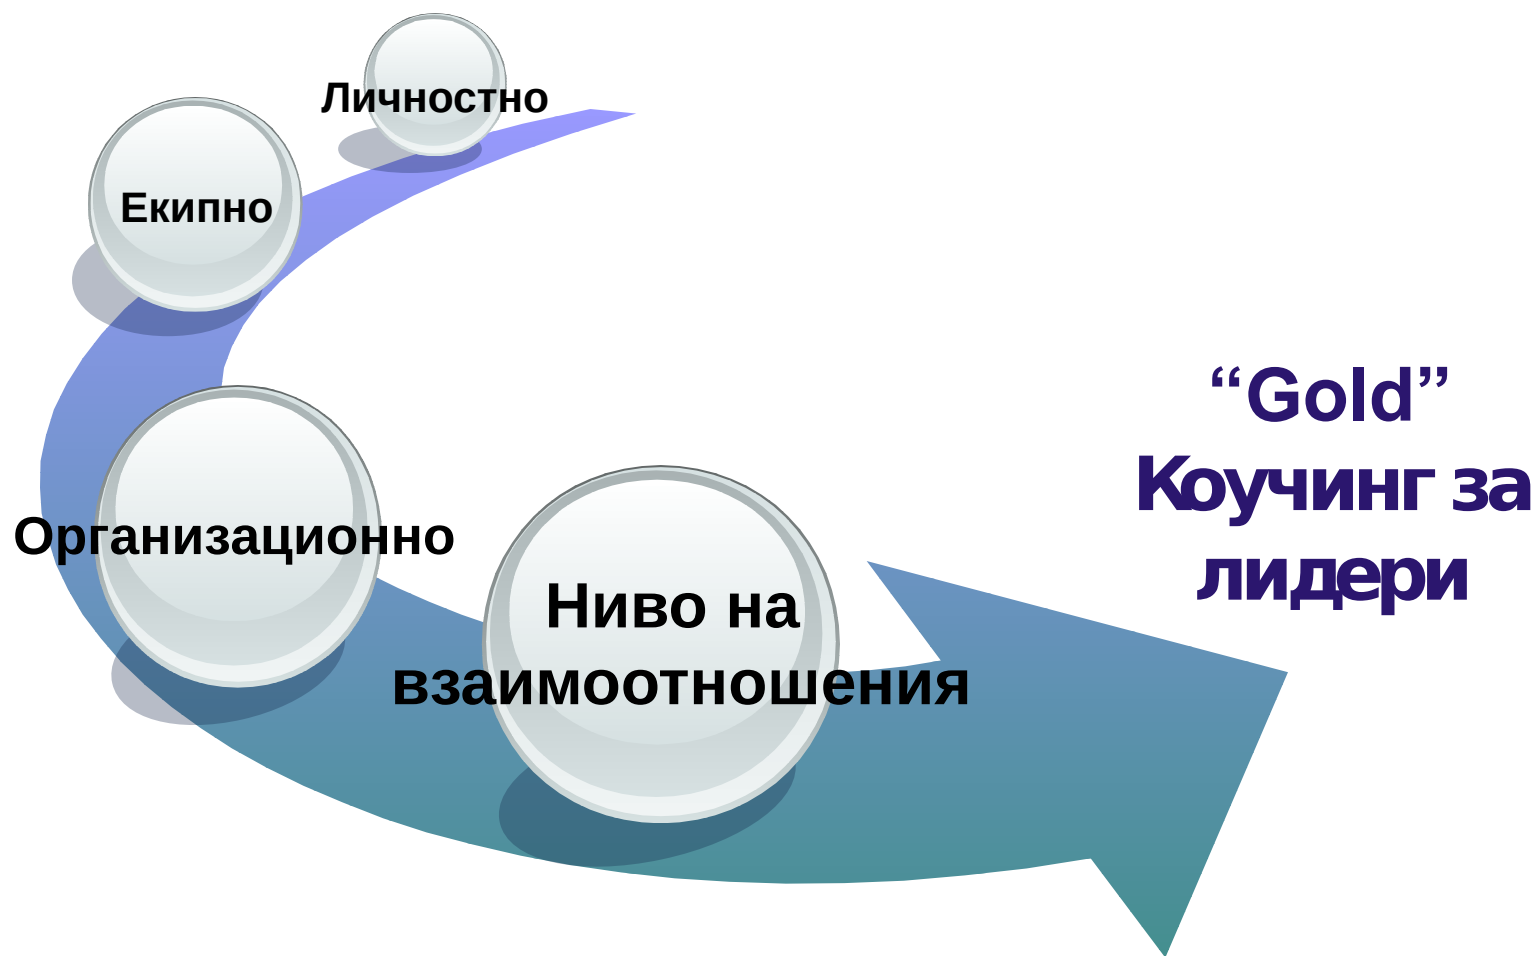 Личностно
Екипно
Организационно
Ниво на
взаимоотношения
“Gold”
Коучинг за
лидери